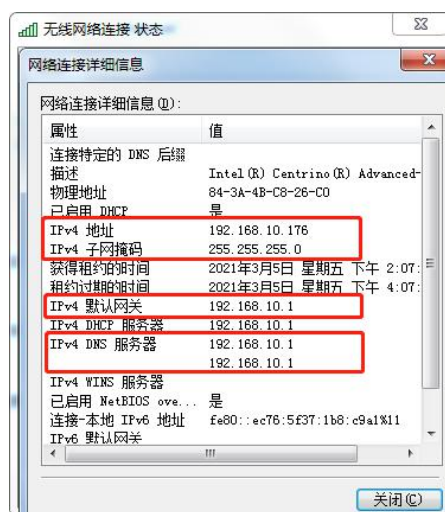 无线网络连接 状态
网络连接详细信息
网络连接详细信息(D):
属性 值
连接特定的 DNS 后缀
描述 Intel(R) Centrino(R) Advanced-
物理地址 84-3A-4B-C8-26-C0
已启用 DHCP 是
IPv4 地址 192.168.10.176
IPv4 子网掩码 255.255.255.0
获得租约的时间 2021年3月5日 星期五 下午 2:07:
租约过期的时间 2021年3月5日 星期五 下午 4:07:
IPv4 默认网关 192.168.10.1
IPv4 DHCP 服务器 192.168.10.1
IPv4 DNS 服务器 192.168.10.1
192.168.10.1
IPv4 WINS 服务器
已启用 NetBIOS ove... 是
连接-本地 IPv6 地址 fe80::ec76:5f37:1b8:c9a1%11
IPv6 默认网关
关闭(C)